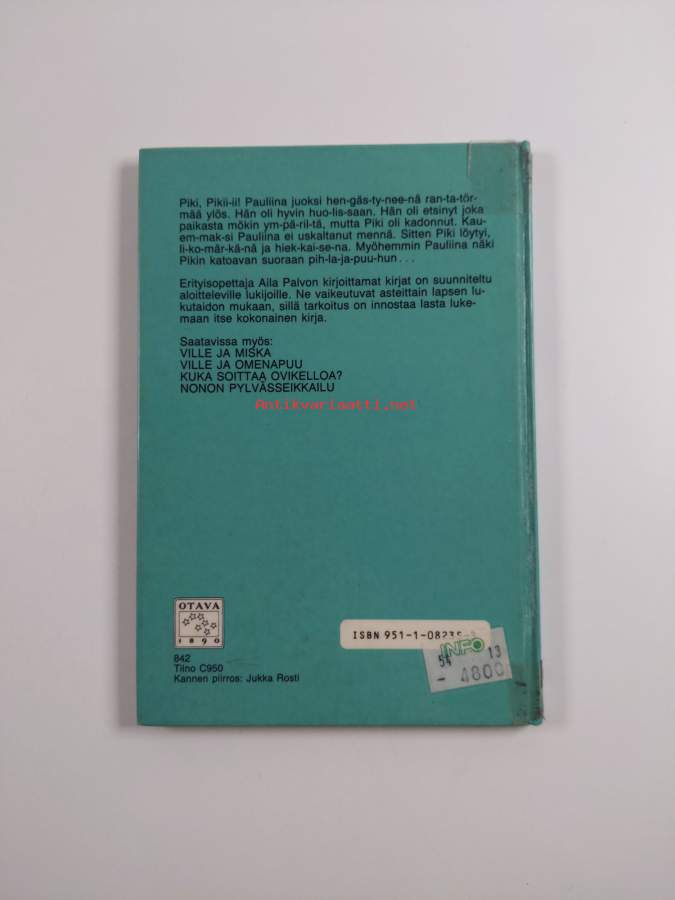 Piki, Pikii-ii! Pauliina juoksi hen-gäs-ty-nee-nä ran-ta-tör-
mää ylös. Hän oli hyvin huo-lis-saan. Hän oli etsinyt joka
paikasta mökin ym-pä-ril-tä, mutta Piki oli kadonnut. Kau-
em-mak-si Pauliina ei uskaltanut mennä. Sitten Piki löytyi,
li-ko-mär-kä-nä ja hiek-kai-se-na. Myöhemmin Pauliina näki
Pikin katoavan suoraan pih-la-ja-puu-hun . . .
Erityisopettaja Aila Palvon kirjoittamat kirjat on suunniteltu
aloitteleville lukijoille. Ne vaikeutuvat asteittain lapsen lu-
kutaidon mukaan, sillä tarkoitus on innostaa lasta luke-
maan itse kokonainen kirja.
Saatavissa myös:
VILLE JA MISKA
VILLE JA OMENAPUU
KUKA SOITTAA OVIKELLOA?
NONON PYLVÄSSEIKKAILU
Antikvariaatti.net
OTAVA
1890
ISBN 951-1-08235-
INFO
54 13
- 4800
842
Tiino C950
Kannen piirros: Jukka Rosti